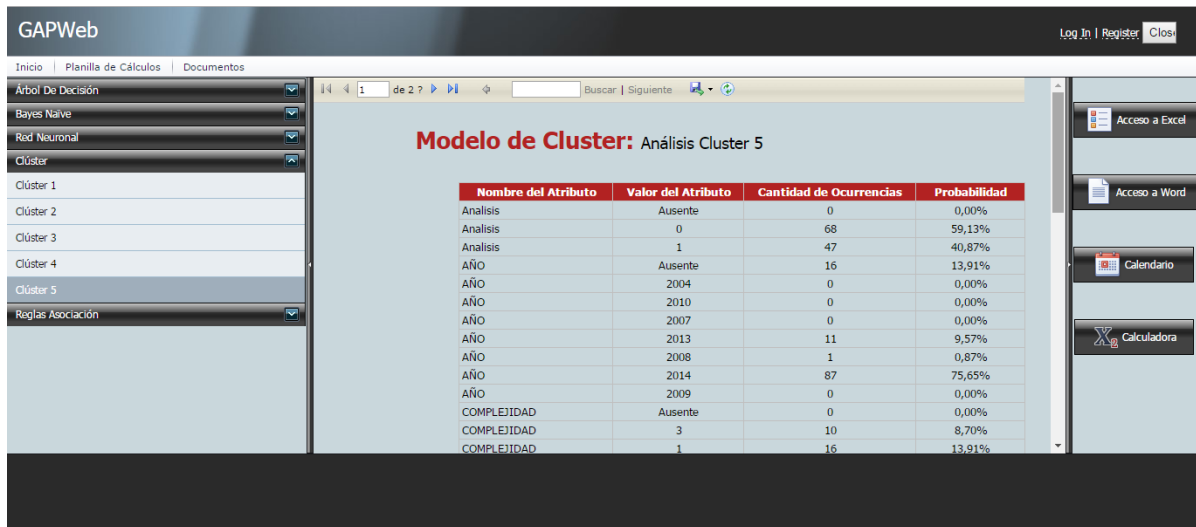 GAPWeb
Log In | Register Close
Inicio | Planilla de Cálculos | Documentos
Árbol De Decisión
Bayes Naïve
Red Neuronal
Clúster
Clúster 1
Clúster 2
Clúster 3
Clúster 4
Clúster 5
Reglas Asociación
1 de 2 ? Buscar | Siguiente
Modelo de Cluster: Análisis Cluster 5
Nombre del Atributo Valor del Atributo Cantidad de Ocurrencias Probabilidad
Analisis Ausente 0 0,00%
Analisis 0 68 59,13%
Analisis 1 47 40,87%
AÑO Ausente 16 13,91%
AÑO 2004 0 0,00%
AÑO 2010 0 0,00%
AÑO 2007 0 0,00%
AÑO 2013 11 9,57%
AÑO 2008 1 0,87%
AÑO 2014 87 75,65%
AÑO 2009 0 0,00%
COMPLEJIDAD Ausente 0 0,00%
COMPLEJIDAD 3 10 8,70%
COMPLEJIDAD 1 16 13,91%
Acceso a Excel
Acceso a Word
Calendario
Calculadora